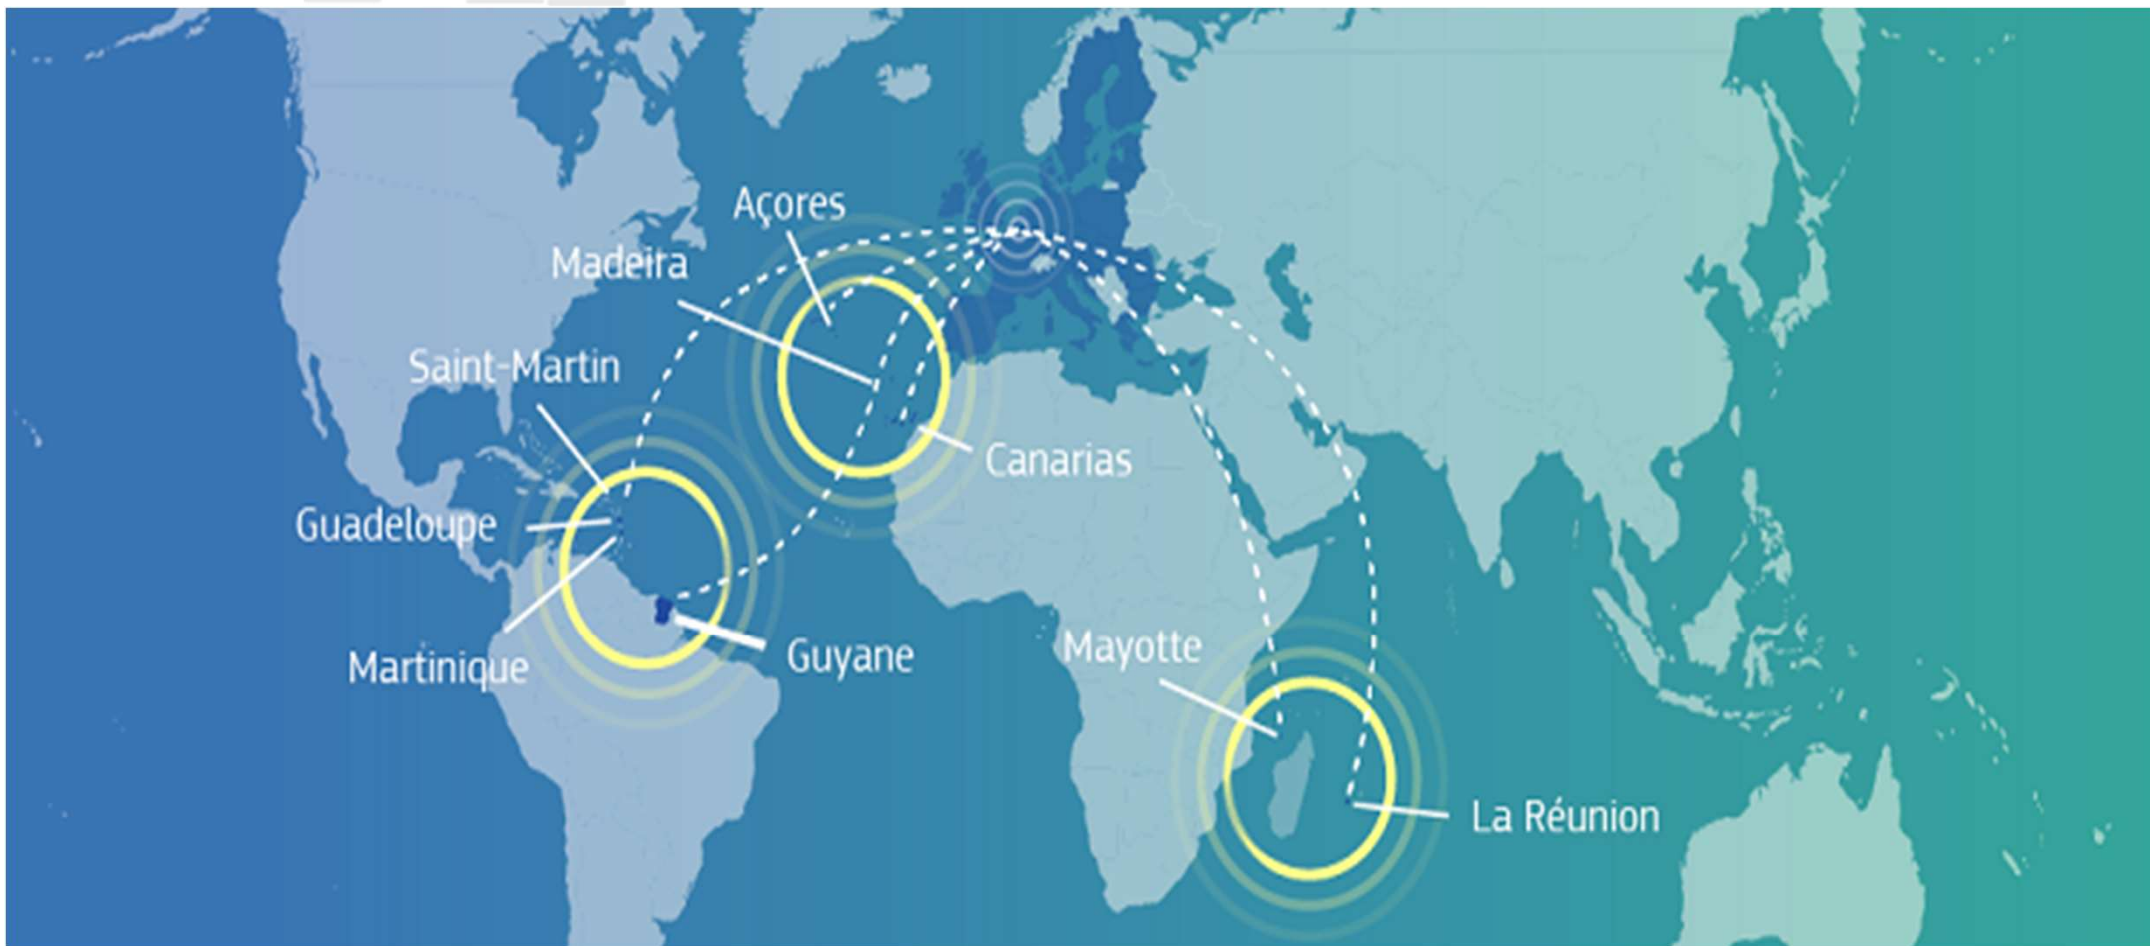 Açores
Madeira
Saint-Martin
Canarias
Guadeloupe
Mayotte
Guyane
Martinique
La Réunion